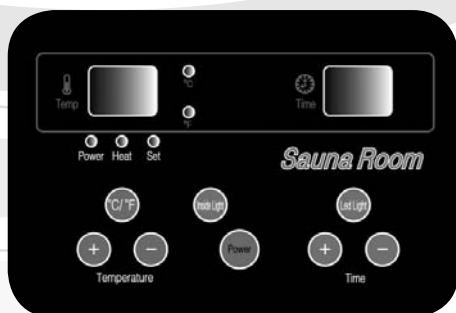 °C
Temp
Time
°F
Power Heat Set
Sauna Room
°C/°F
Inside Light
Led Light
+ − Power + −
Temperature
Time